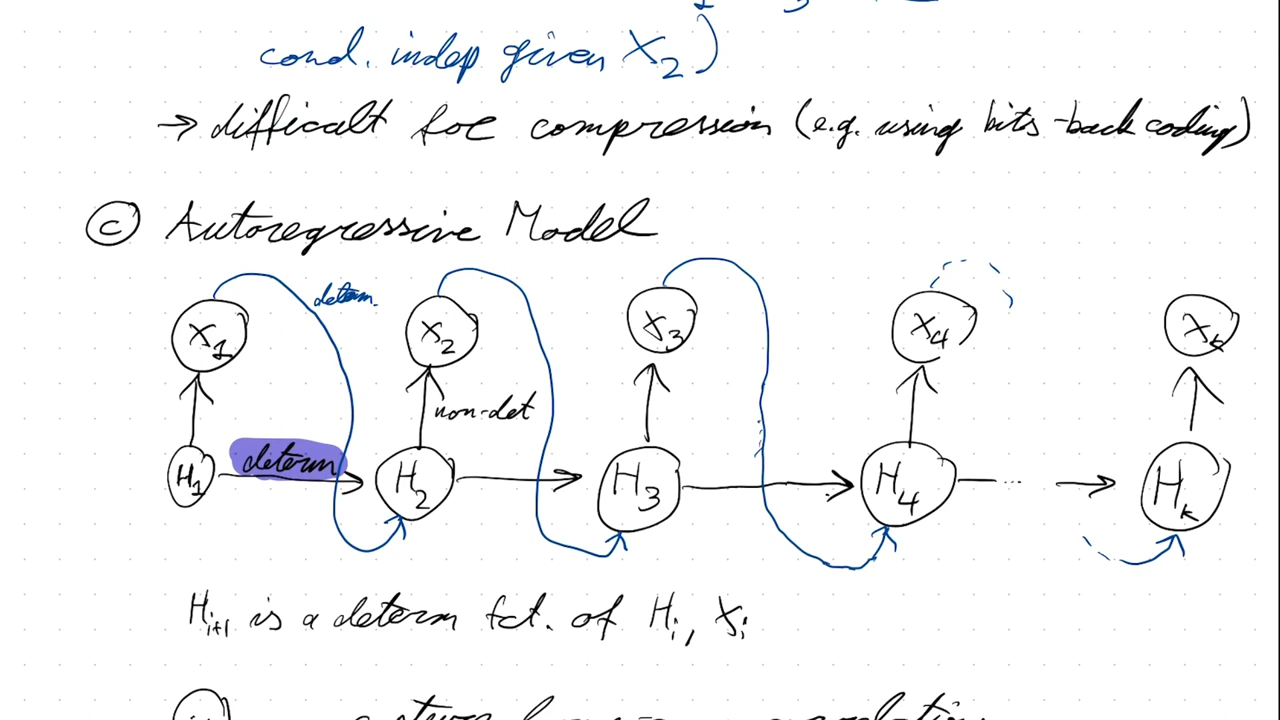 cond. indep given X₂)
→ difficalt for compression (e.g. using bits-back coding)
ⓒ Autoregressive Model
determ.
X₁ X₂ X₃ X₄ Xₖ
non-det
determ
H₁ H₂ H₃ H₄ ... Hₖ
Hᵢ₊₁ is a determ fct. of Hᵢ, Xᵢ